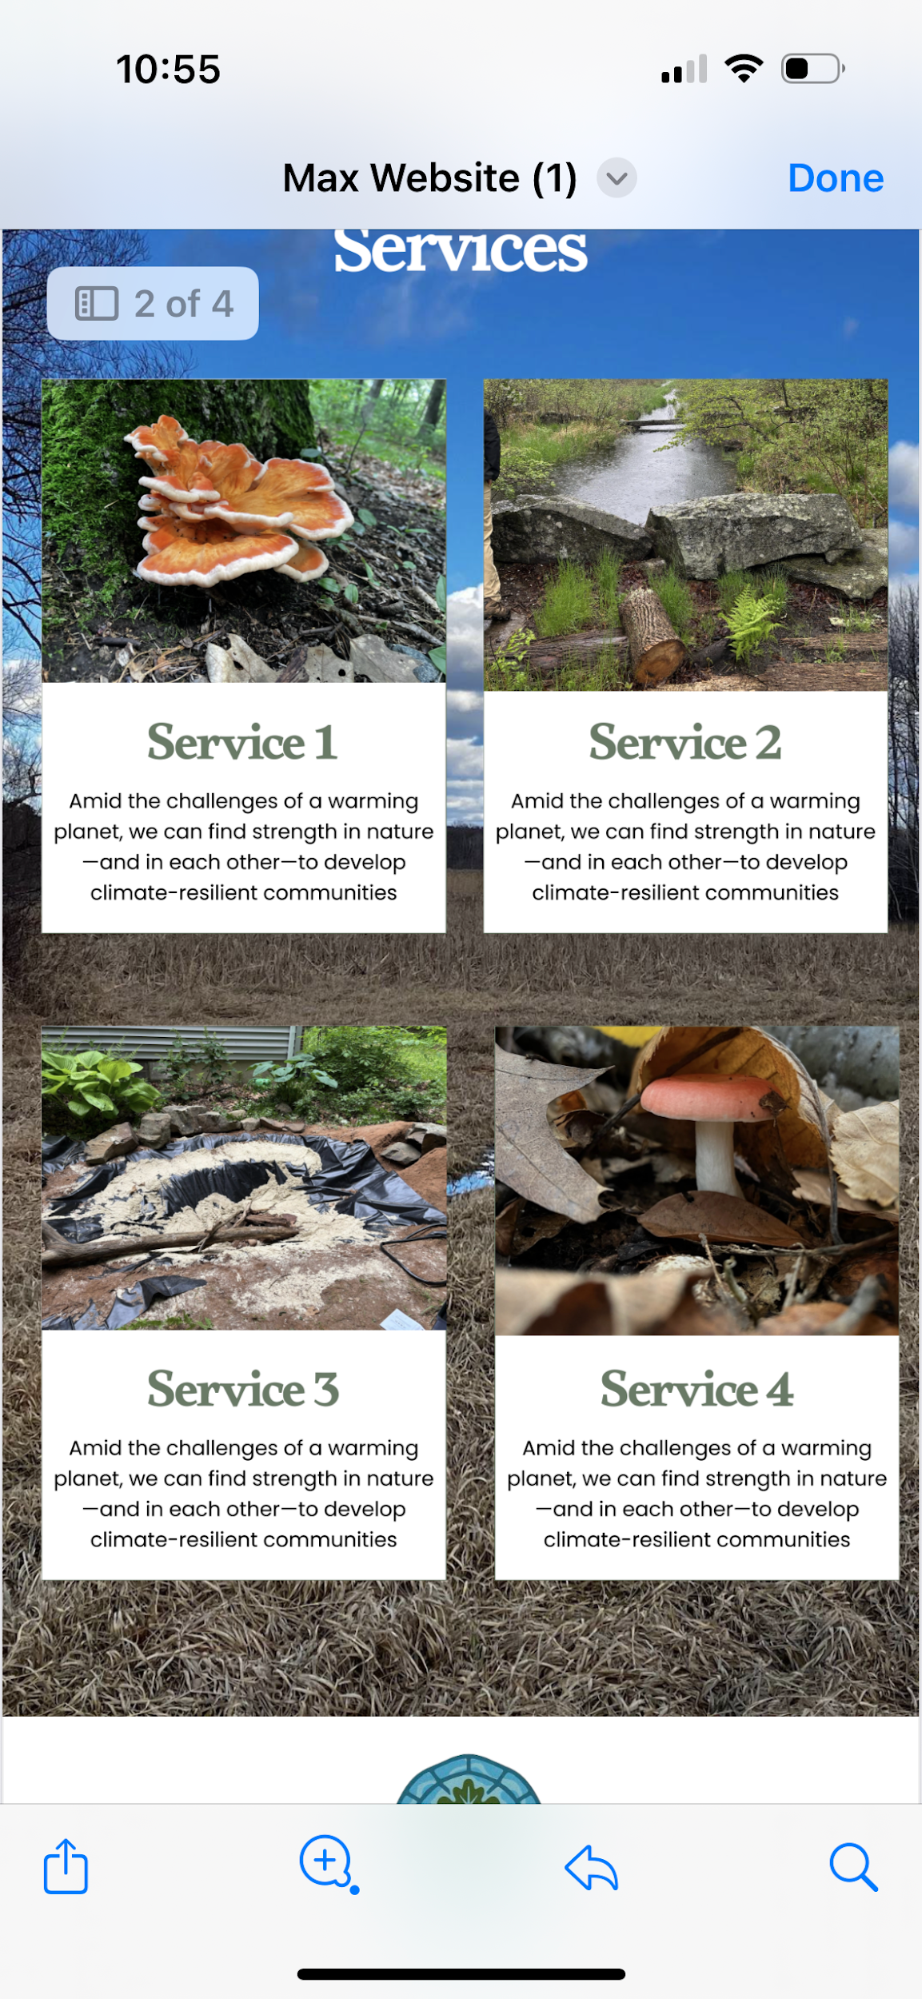 10:55
Max Website (1)
Done
Services
2 of 4
Service 1
Amid the challenges of a warming
planet, we can find strength in nature
—and in each other—to develop
climate-resilient communities
Service 2
Amid the challenges of a warming
planet, we can find strength in nature
—and in each other—to develop
climate-resilient communities
Service 3
Amid the challenges of a warming
planet, we can find strength in nature
—and in each other—to develop
climate-resilient communities
Service 4
Amid the challenges of a warming
planet, we can find strength in nature
—and in each other—to develop
climate-resilient communities